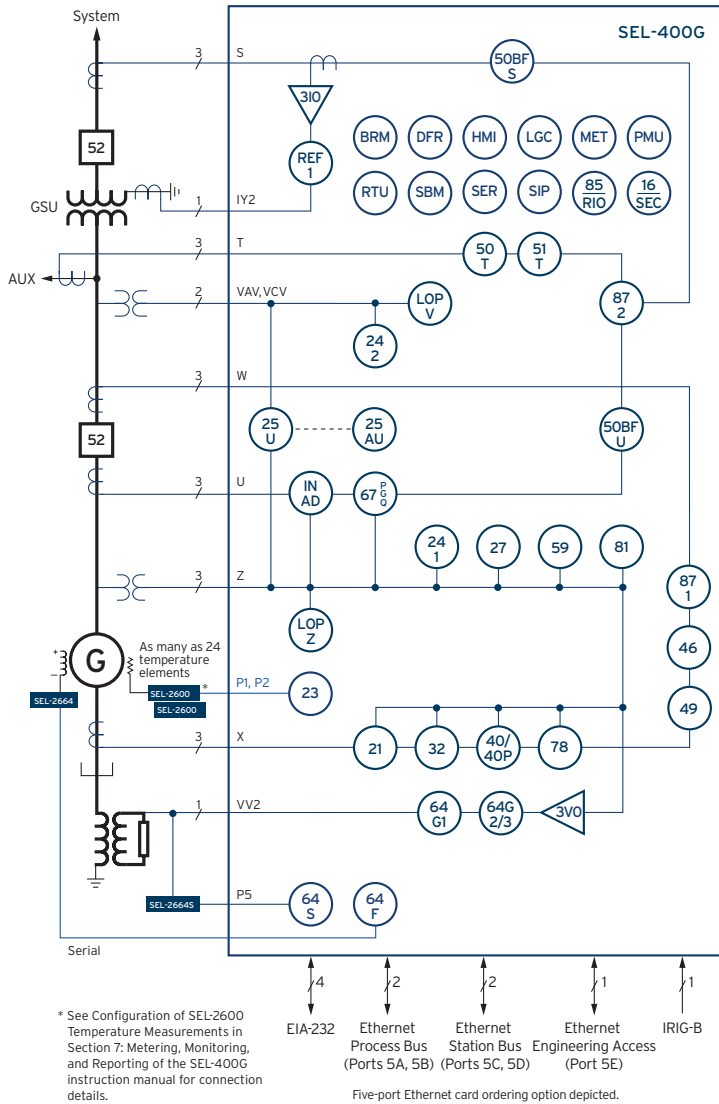 System
SEL-400G
3
S
50BF
S
3I0
52
BRM
DFR
HMI
LGC
MET
PMU
REF
1
RTU
SBM
SER
SIP
85
RIO
16
SEC
GSU
1
IY2
3
T
50
T
51
T
AUX
2
VAV, VCV
LOP
V
87
2
24
2
3
W
52
25
U
25
AU
50BF
U
3
U
IN
AD
67
P
G
Q
24
1
27
59
81
3
Z
87
1
LOP
Z
46
G
+
–
As many as 24
temperature
elements
SEL-2664
SEL-2600
*
SEL-2600
P1, P2
23
49
3
X
21
32
40/
40P
78
1
VV2
64
G1
64G
2/3
3V0
SEL-2664S
P5
64
S
64
F
Serial
4
2
2
1
1
EIA-232
Ethernet
Process Bus
(Ports 5A, 5B)
Ethernet
Station Bus
(Ports 5C, 5D)
Ethernet
Engineering Access
(Port 5E)
IRIG-B
* See Configuration of SEL-2600
Temperature Measurements in
Section 7: Metering, Monitoring,
and Reporting of the SEL-400G
instruction manual for connection
details.
Five-port Ethernet card ordering option depicted.